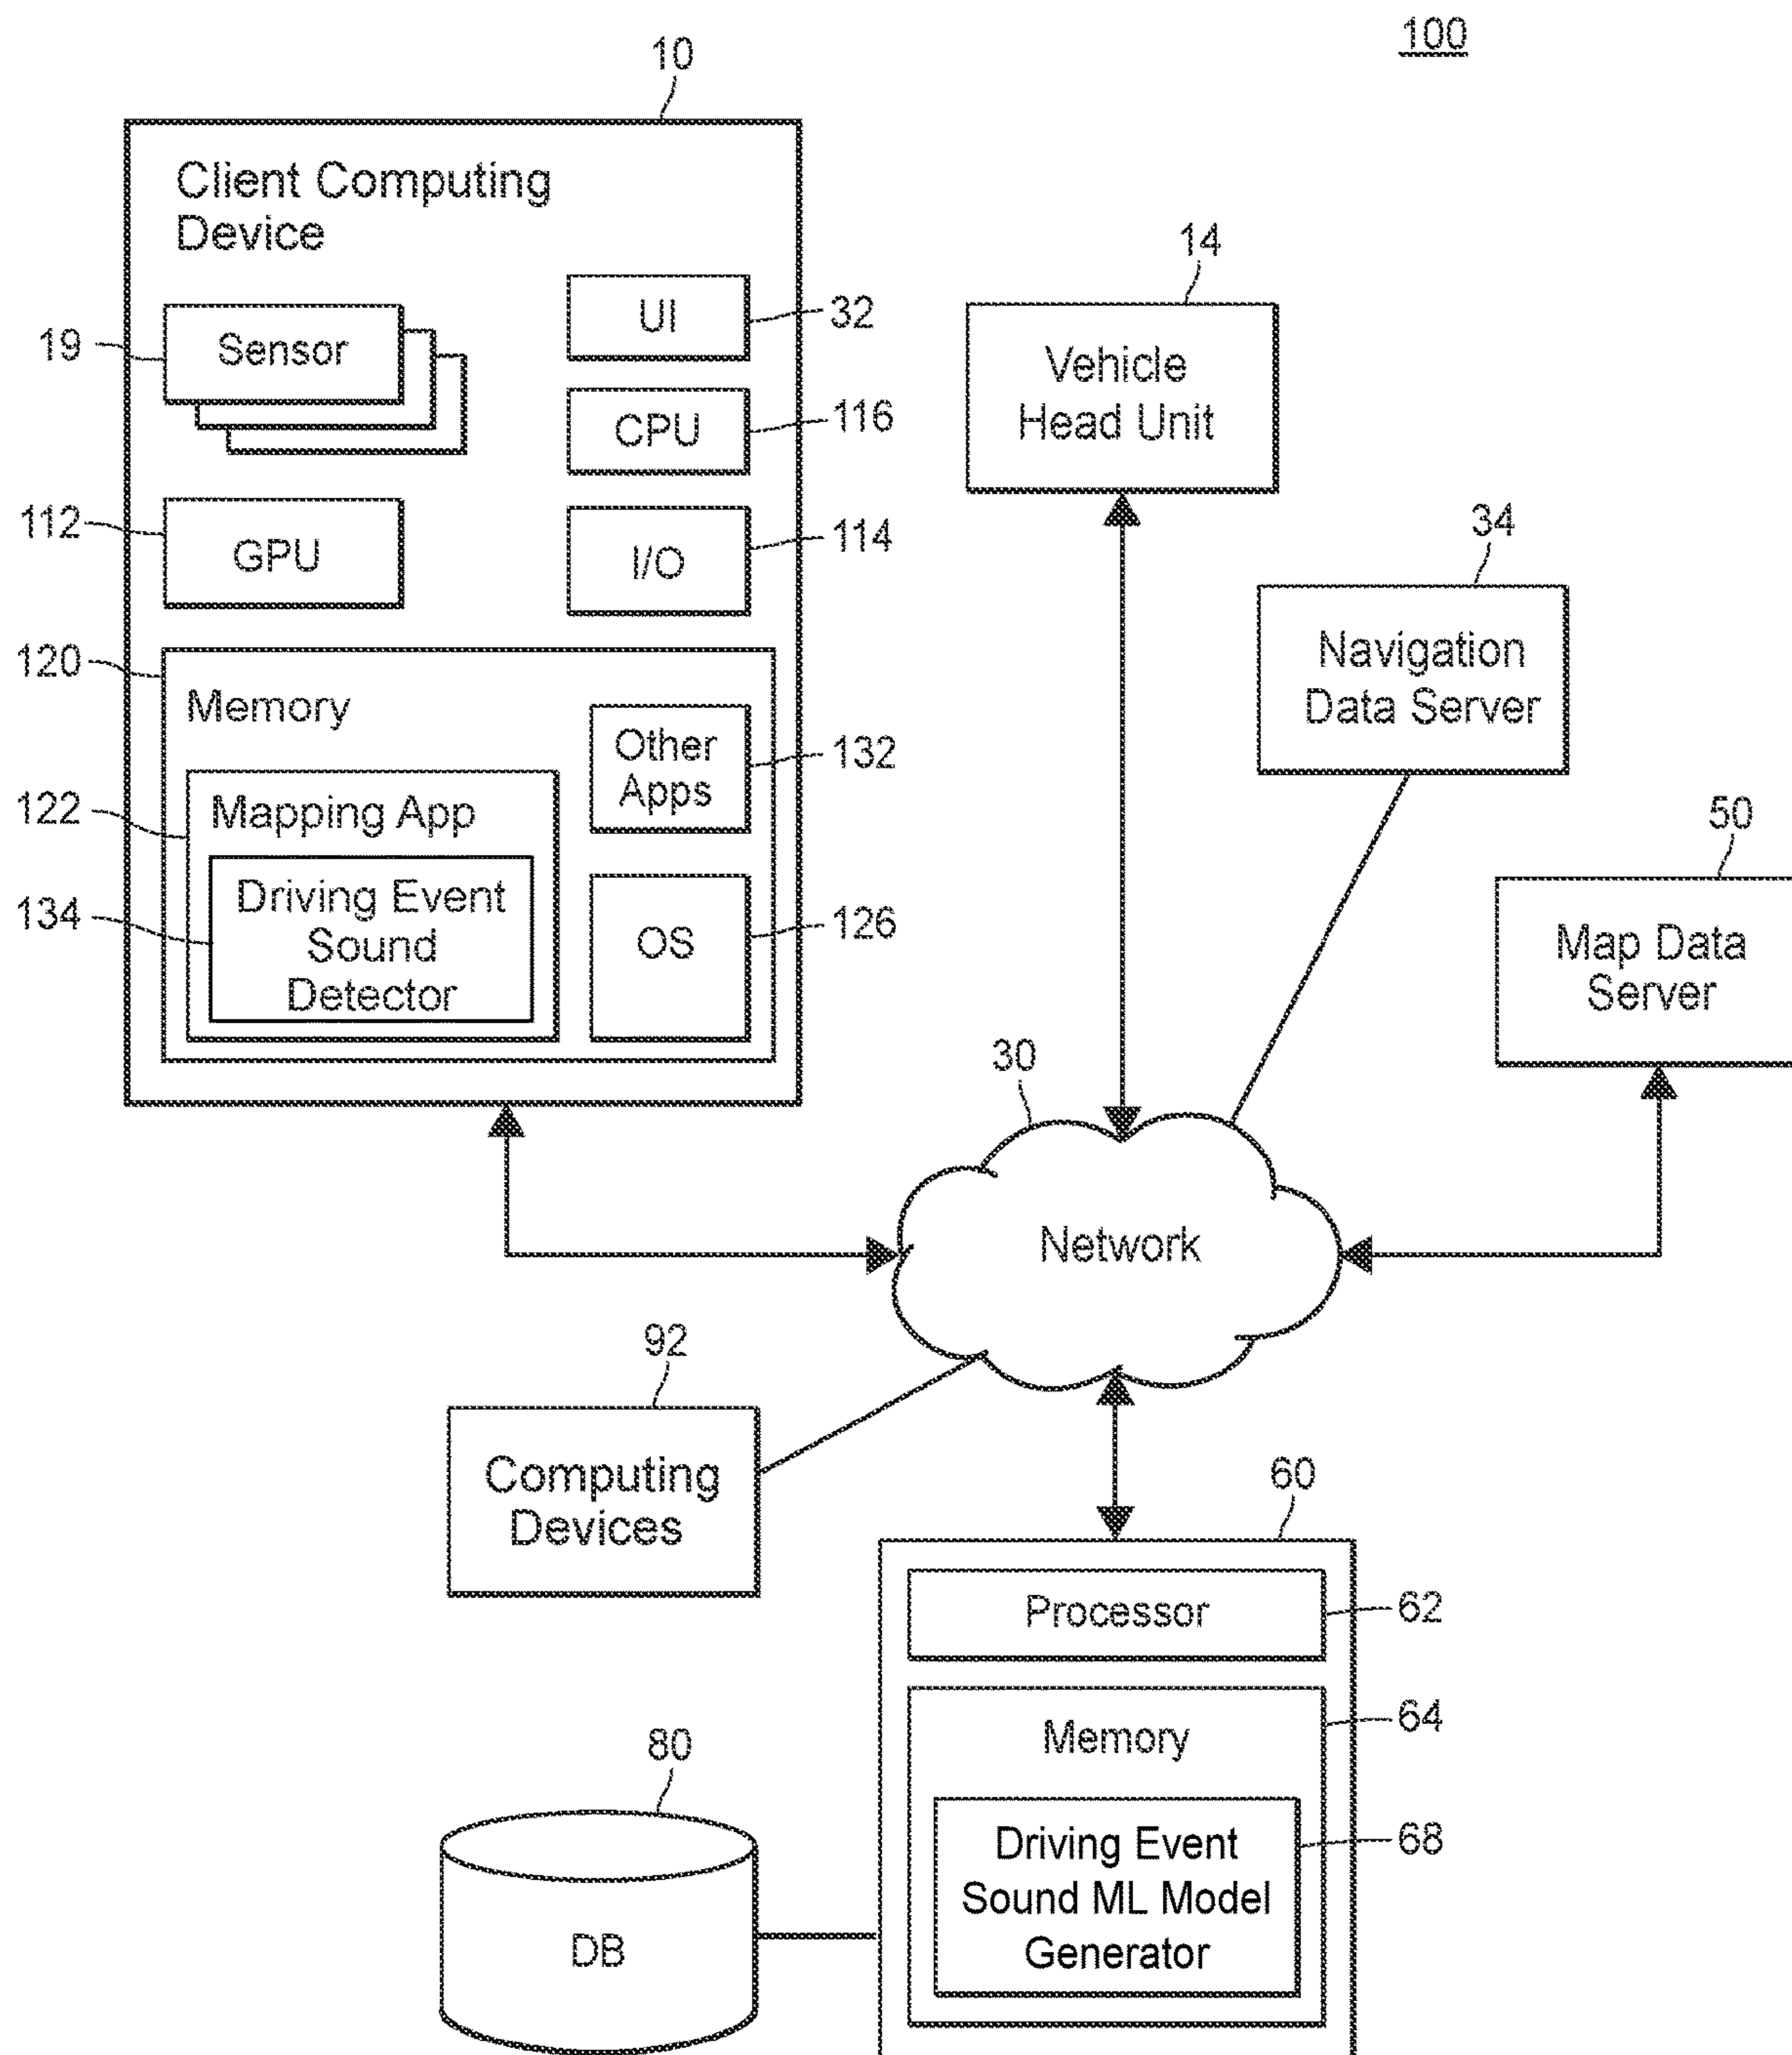 100
10
Client Computing
Device
14
UI
32
19
Sensor
Vehicle
Head Unit
CPU
116
34
112
GPU
I/O
114
Navigation
Data Server
120
Memory
Other
Apps
132
50
122
Mapping App
Driving Event
Sound
Detector
134
OS
126
Map Data
Server
30
Network
92
Computing
Devices
60
Processor
62
Memory
64
80
Driving Event
Sound ML Model
Generator
68
DB